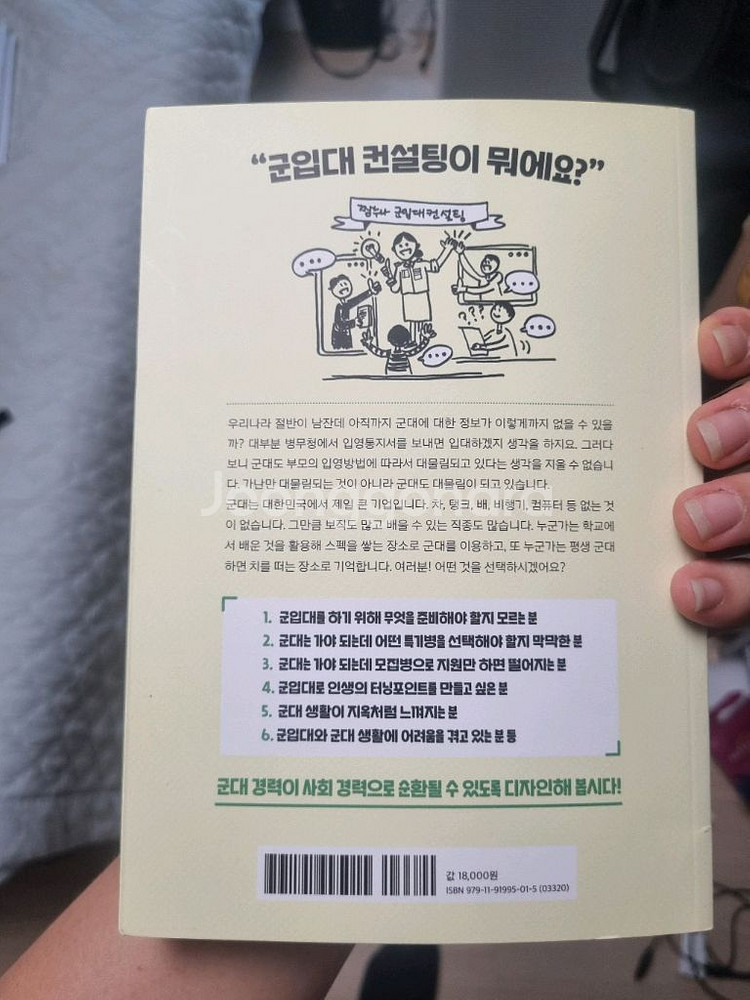 “군입대 컨설팅이 뭐에요?”
짬누나 군입대컨설팅
우리나라 절반이 남잔데 아직까지 군대에 대한 정보가 이렇게까지 없을 수 있을
까? 대부분 병무청에서 입영통지서를 보내면 입대하겠지 생각을 하지요. 그러다
보니 군대도 부모의 입영방법에 따라서 대물림되고 있다는 생각을 지울 수 없습니
다. 가난만 대물림되는 것이 아니라 군대도 대물림이 되고 있습니다.
군대는 대한민국에서 제일 큰 기업입니다. 차, 탱크, 배, 비행기, 컴퓨터 등 없는 것
이 없습니다. 그만큼 보직도 많고 배울 수 있는 직종도 많습니다. 누군가는 학교에
서 배운 것을 활용해 스펙을 쌓는 장소로 군대를 이용하고, 또 누군가는 평생 군대
하면 치를 떠는 장소로 기억합니다. 여러분! 어떤 것을 선택하시겠어요?
Joonggonara
1. 군입대를 하기 위해 무엇을 준비해야 할지 모르는 분
2. 군대는 가야 되는데 어떤 특기병을 선택해야 할지 막막한 분
3. 군대는 가야 되는데 모집병으로 지원만 하면 떨어지는 분
4. 군입대로 인생의 터닝포인트를 만들고 싶은 분
5. 군대 생활이 지옥처럼 느껴지는 분
6. 군입대와 군대 생활에 어려움을 겪고 있는 분 등
군대 경력이 사회 경력으로 순환될 수 있도록 디자인해 봅시다!
값 18,000원
ISBN 979-11-91995-01-5 (03320)